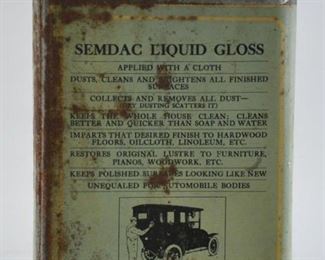 SEMDAC LIQUID GLOSS
APPLIED WITH A CLOTH
DUSTS, CLEANS AND BRIGHTENS ALL FINISHED
SURFACES
COLLECTS AND REMOVES ALL DUST—
(DRY DUSTING SCATTERS IT)
KEEPS THE WHOLE HOUSE CLEAN; CLEANS
BETTER AND QUICKER THAN SOAP AND WATER
IMPARTS THAT DESIRED FINISH TO HARDWOOD
FLOORS, OILCLOTH, LINOLEUM, ETC.
RESTORES ORIGINAL LUSTRE TO FURNITURE,
PIANOS, WOODWORK, ETC.
KEEPS POLISHED SURFACES LOOKING LIKE NEW
UNEQUALED FOR AUTOMOBILE BODIES